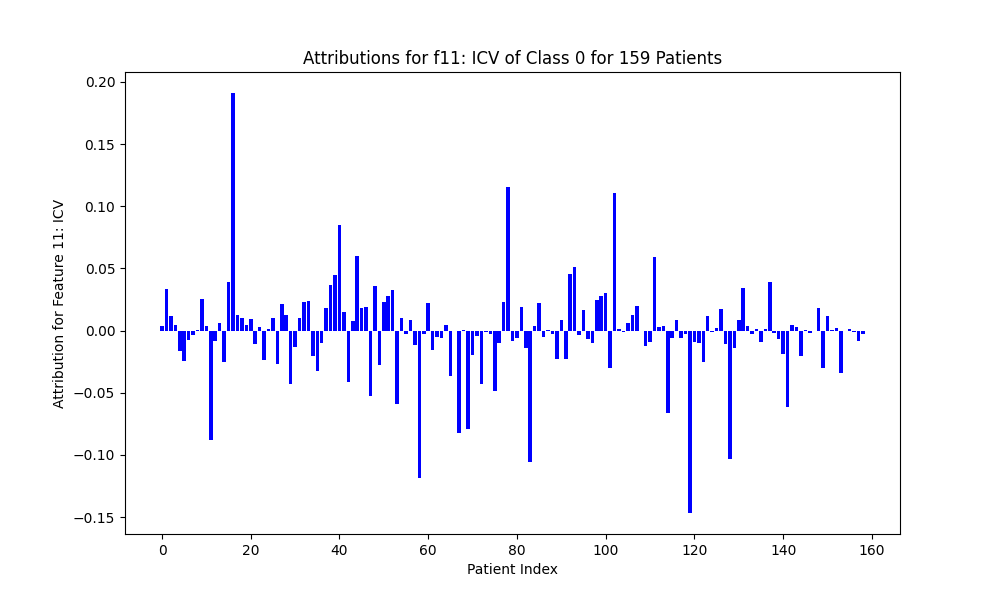 Attributions for f11: ICV of Class 0 for 159 Patients
0.20
0.15
0.10
0.05
0.00
−0.05
−0.10
−0.15
Attribution for Feature 11: ICV
0 20 40 60 80 100 120 140 160
Patient Index